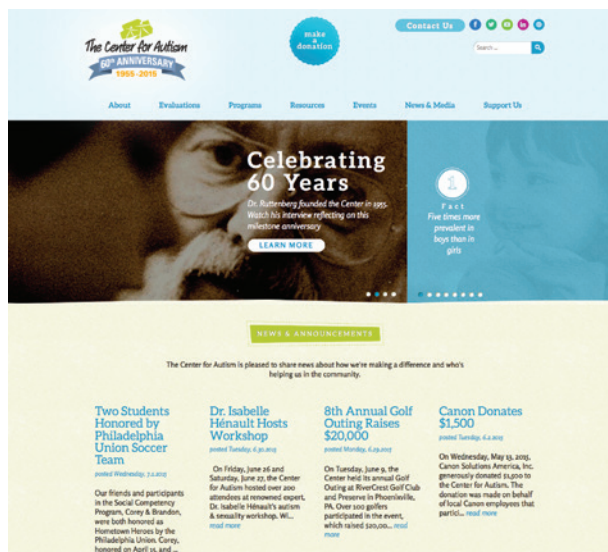 The Center for Autism
60th ANNIVERSARY
1955-2015
make
a
donation
Contact Us
Search ...
About Evaluations Programs Resources Events News & Media Support Us
Celebrating
60 Years
Dr. Ruttenberg founded the Center in 1955.
Watch his interview reflecting on this
milestone anniversary
LEARN MORE
1
Fact
Five times more
prevalent in
boys than in
girls
NEWS & ANNOUNCEMENTS
The Center for Autism is pleased to share news about how we're making a difference and who's
helping us in the community.
Two Students
Honored by
Philadelphia
Union Soccer
Team
posted Wednesday, 7.2.2015
Our friends and participants
in the Social Competency
Program, Corey & Brandon,
were both honored as
Hometown Heroes by the
Philadelphia Union. Corey,
honored on April 11, and ...
Dr. Isabelle
Hénault Hosts
Workshop
posted Tuesday, 6.30.2015
On Friday, June 26 and
Saturday, June 27, the Center
for Autism hosted over 200
attendees at renowned expert,
Dr. Isabelle Hénault's autism
& sexuality workshop. Wi...
read more
8th Annual Golf
Outing Raises
$20,000
posted Monday, 6.29.2015
On Tuesday, June 9, the
Center held its annual Golf
Outing at RiverCrest Golf Club
and Preserve in Phoenixville,
PA. Over 100 golfers
participated in the event,
which raised $20,00... read
more
Canon Donates
$1,500
posted Tuesday, 6.2.2015
On Wednesday, May 13, 2015,
Canon Solutions America, Inc.
generously donated $1,500 to
the Center for Autism. The
donation was made on behalf
of local Canon employees that
partici... read more